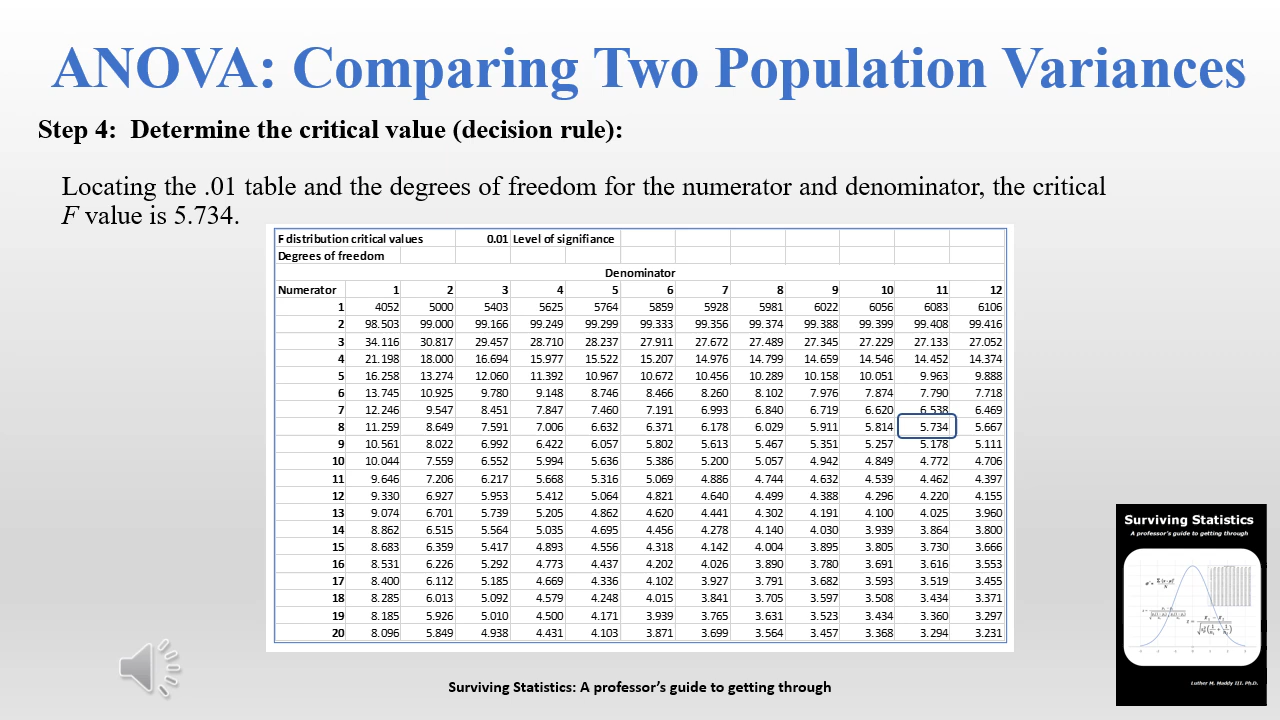 ANOVA: Comparing Two Population Variances
Step 4: Determine the critical value (decision rule):
Locating the .01 table and the degrees of freedom for the numerator and denominator, the critical
F value is 5.734.
F distribution critical values 0.01 Level of signifiance
Degrees of freedom
Denominator
Numerator 1 2 3 4 5 6 7 8 9 10 11 12
1 4052 5000 5403 5625 5764 5859 5928 5981 6022 6056 6083 6106
2 98.503 99.000 99.166 99.249 99.299 99.333 99.356 99.374 99.388 99.399 99.408 99.416
3 34.116 30.817 29.457 28.710 28.237 27.911 27.672 27.489 27.345 27.229 27.133 27.052
4 21.198 18.000 16.694 15.977 15.522 15.207 14.976 14.799 14.659 14.546 14.452 14.374
5 16.258 13.274 12.060 11.392 10.967 10.672 10.456 10.289 10.158 10.051 9.963 9.888
6 13.745 10.925 9.780 9.148 8.746 8.466 8.260 8.102 7.976 7.874 7.790 7.718
7 12.246 9.547 8.451 7.847 7.460 7.191 6.993 6.840 6.719 6.620 6.538 6.469
8 11.259 8.649 7.591 7.006 6.632 6.371 6.178 6.029 5.911 5.814 5.734 5.667
9 10.561 8.022 6.992 6.422 6.057 5.802 5.613 5.467 5.351 5.257 5.178 5.111
10 10.044 7.559 6.552 5.994 5.636 5.386 5.200 5.057 4.942 4.849 4.772 4.706
11 9.646 7.206 6.217 5.668 5.316 5.069 4.886 4.744 4.632 4.539 4.462 4.397
12 9.330 6.927 5.953 5.412 5.064 4.821 4.640 4.499 4.388 4.296 4.220 4.155
13 9.074 6.701 5.739 5.205 4.862 4.620 4.441 4.302 4.191 4.100 4.025 3.960
14 8.862 6.515 5.564 5.035 4.695 4.456 4.278 4.140 4.030 3.939 3.864 3.800
15 8.683 6.359 5.417 4.893 4.556 4.318 4.142 4.004 3.895 3.805 3.730 3.666
16 8.531 6.226 5.292 4.773 4.437 4.202 4.026 3.890 3.780 3.691 3.616 3.553
17 8.400 6.112 5.185 4.669 4.336 4.102 3.927 3.791 3.682 3.593 3.519 3.455
18 8.285 6.013 5.092 4.579 4.248 4.015 3.841 3.705 3.597 3.508 3.434 3.371
19 8.185 5.926 5.010 4.500 4.171 3.939 3.765 3.631 3.523 3.434 3.360 3.297
20 8.096 5.849 4.938 4.431 4.103 3.871 3.699 3.564 3.457 3.368 3.294 3.231
Surviving Statistics
A professor's guide to getting through
Luther M. Maddy III, Ph.D.
Surviving Statistics: A professor’s guide to getting through